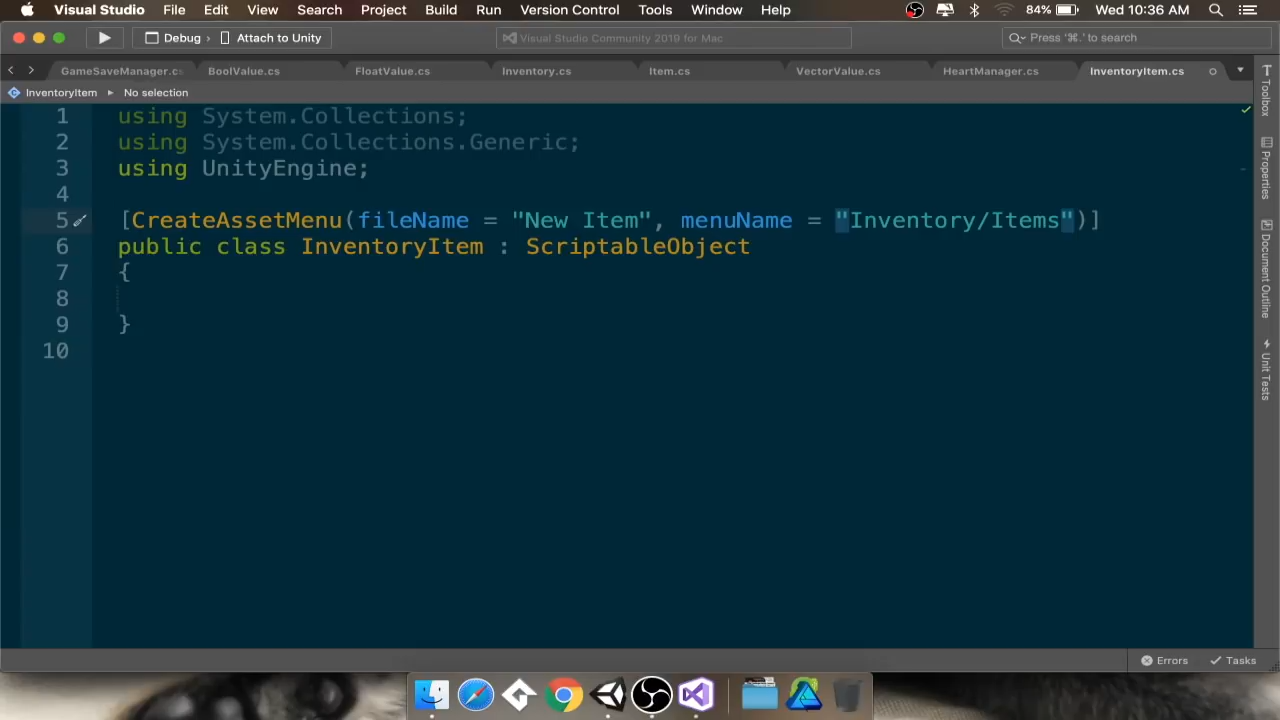 Visual Studio File Edit View Search Project Build Run Version Control Tools Window Help 84% Wed 10:36 AM
Debug › Attach to Unity Visual Studio Community 2019 for Mac Press '⌘.' to search
GameSaveManager.cs BoolValue.cs FloatValue.cs Inventory.cs Item.cs VectorValue.cs HeartManager.cs InventoryItem.cs
InventoryItem ▸ No selection
1 using System.Collections;
2 using System.Collections.Generic;
3 using UnityEngine;
4
5 [CreateAssetMenu(fileName = "New Item", menuName = "Inventory/Items")]
6 public class InventoryItem : ScriptableObject
7 {
8
9 }
10
Toolbox
Properties
Document Outline
Unit Tests
Errors Tasks